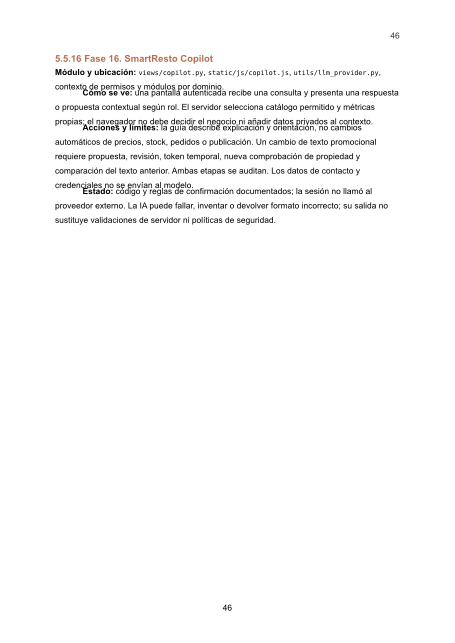 46
5.5.16 Fase 16. SmartResto Copilot
Módulo y ubicación: views/copilot.py, static/js/copilot.js, utils/llm_provider.py,
contexto de permisos y módulos por dominio.
Cómo se ve: una pantalla autenticada recibe una consulta y presenta una respuesta
o propuesta contextual según rol. El servidor selecciona catálogo permitido y métricas
propias; el navegador no debe decidir el negocio ni añadir datos privados al contexto.
Acciones y límites: la guía describe explicación y orientación, no cambios
automáticos de precios, stock, pedidos o publicación. Un cambio de texto promocional
requiere propuesta, revisión, token temporal, nueva comprobación de propiedad y
comparación del texto anterior. Ambas etapas se auditan. Los datos de contacto y
credenciales no se envían al modelo.
Estado: código y reglas de confirmación documentados; la sesión no llamó al
proveedor externo. La IA puede fallar, inventar o devolver formato incorrecto; su salida no
sustituye validaciones de servidor ni políticas de seguridad.
46